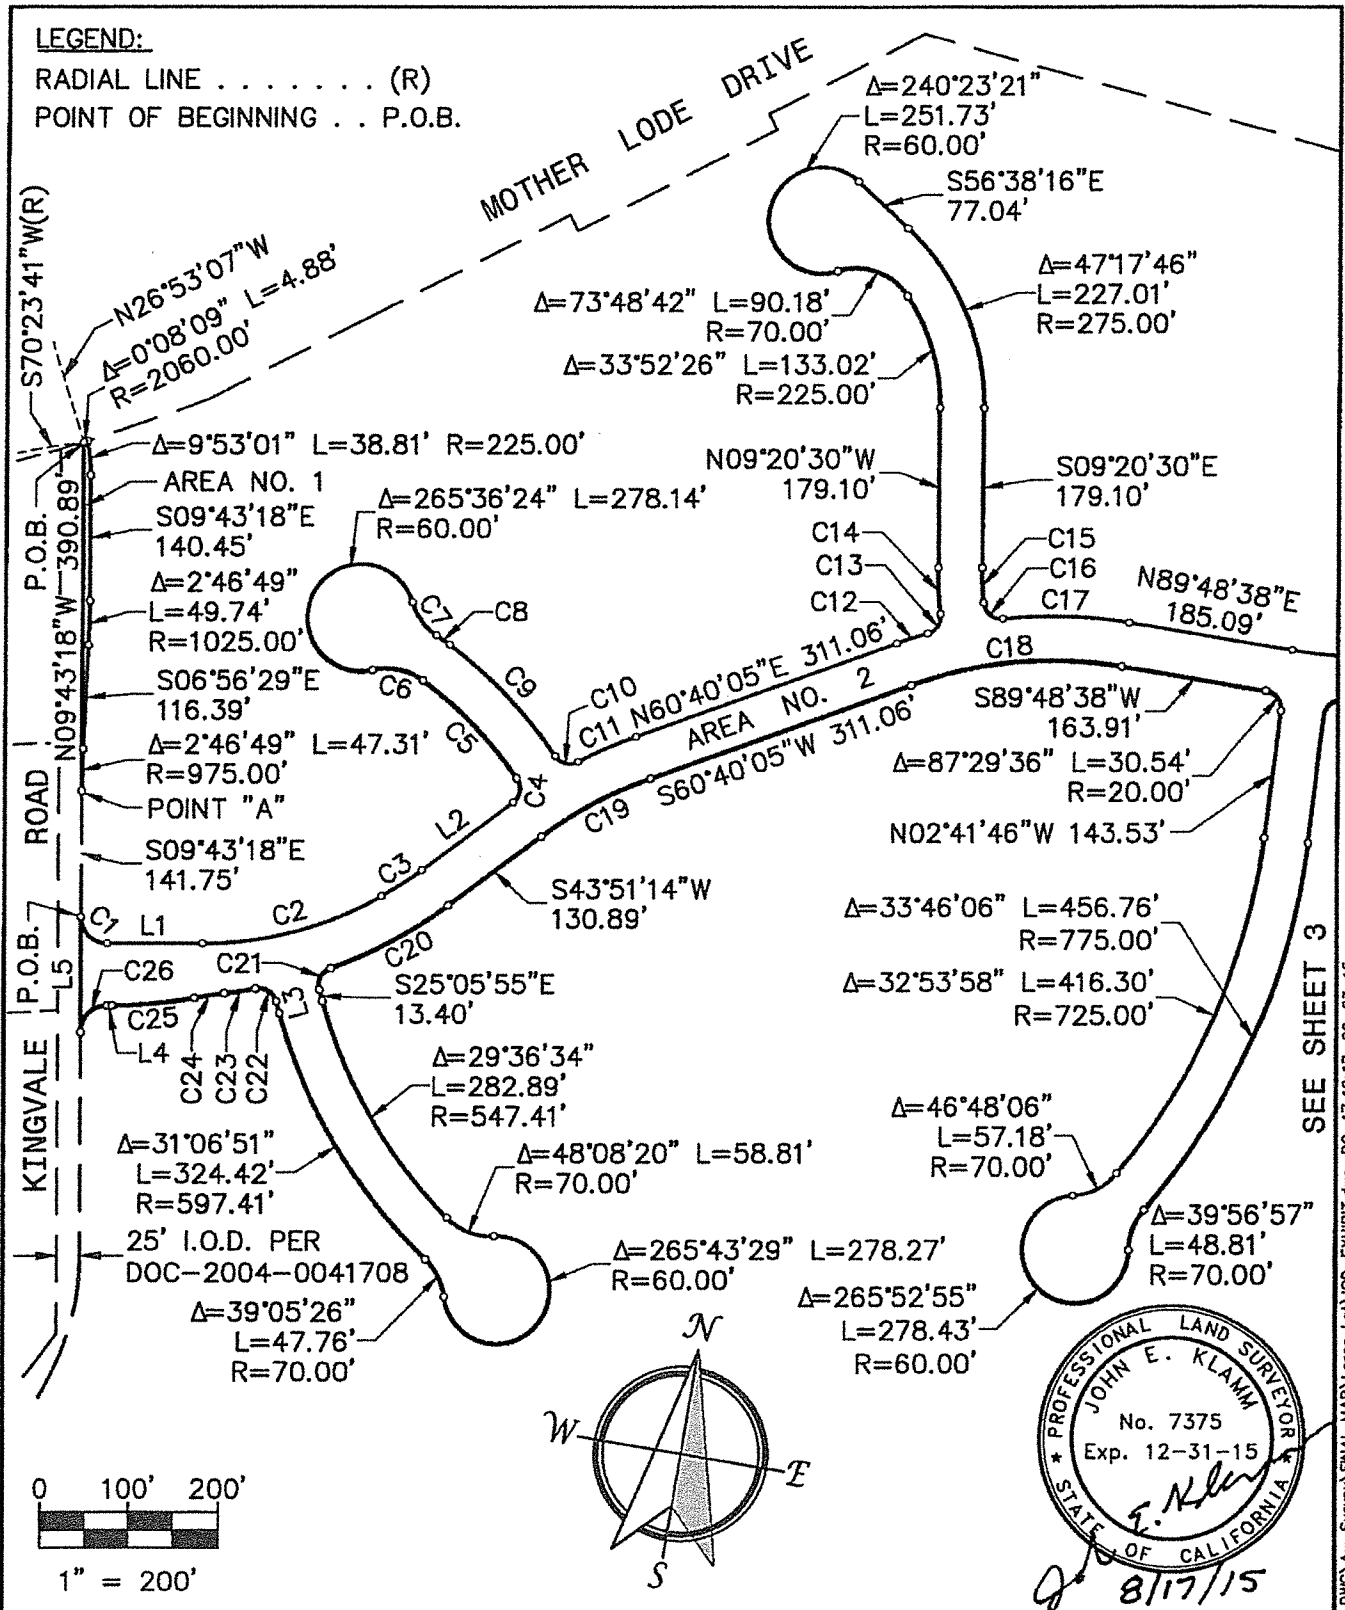 LEGEND:
RADIAL LINE . . . . . . . (R)
POINT OF BEGINNING . . P.O.B.
MOTHER LODE DRIVE
Δ=240°23'21"
L=251.73'
R=60.00'
S56°38'16"E
77.04'
S70°23'41"W(R)
N26°53'07"W
Δ=0°08'09" L=4.88'
R=2060.00'
Δ=47°17'46"
L=227.01'
R=275.00'
Δ=73°48'42" L=90.18'
R=70.00'
Δ=33°52'26" L=133.02'
R=225.00'
Δ=9°53'01" L=38.81' R=225.00'
P.O.B.
N09°43'18"W 390.89'
AREA NO. 1
S09°43'18"E
140.45'
Δ=2°46'49"
L=49.74'
R=1025.00'
S06°56'29"E
116.39'
Δ=2°46'49" L=47.31'
R=975.00'
POINT "A"
S09°43'18"E
141.75'
Δ=265°36'24" L=278.14'
R=60.00'
N09°20'30"W
179.10'
S09°20'30"E
179.10'
C14
C13
C12
C15
C16
C17
N89°48'38"E
185.09'
C7
C8
C6
C9
C5
C10
C11
N60°40'05"E 311.06'
AREA NO. 2
S60°40'05"W 311.06'
C18
S89°48'38"W
163.91'
Δ=87°29'36" L=30.54'
R=20.00'
N02°41'46"W 143.53'
C4
L2
C3
C19
S43°51'14"W
130.89'
C1
L1
C2
C20
P.O.B.
L5
C26
C25
L4
C24
C23
C22
C21
L3
S25°05'55"E
13.40'
KINGVALE ROAD
Δ=33°46'06" L=456.76'
R=775.00'
Δ=32°53'58" L=416.30'
R=725.00'
SEE SHEET 3
Δ=29°36'34"
L=282.89'
R=547.41'
Δ=31°06'51"
L=324.42'
R=597.41'
Δ=48°08'20" L=58.81'
R=70.00'
Δ=46°48'06"
L=57.18'
R=70.00'
25' I.O.D. PER
DOC-2004-0041708
Δ=39°05'26"
L=47.76'
R=70.00'
Δ=265°43'29" L=278.27'
R=60.00'
Δ=39°56'57"
L=48.81'
R=70.00'
Δ=265°52'55"
L=278.43'
R=60.00'
N
W
E
S
0 100' 200'
1" = 200'
PROFESSIONAL LAND SURVEYOR
JOHN E. KLAMM
No. 7375
Exp. 12-31-15
STATE OF CALIFORNIA
8/17/15